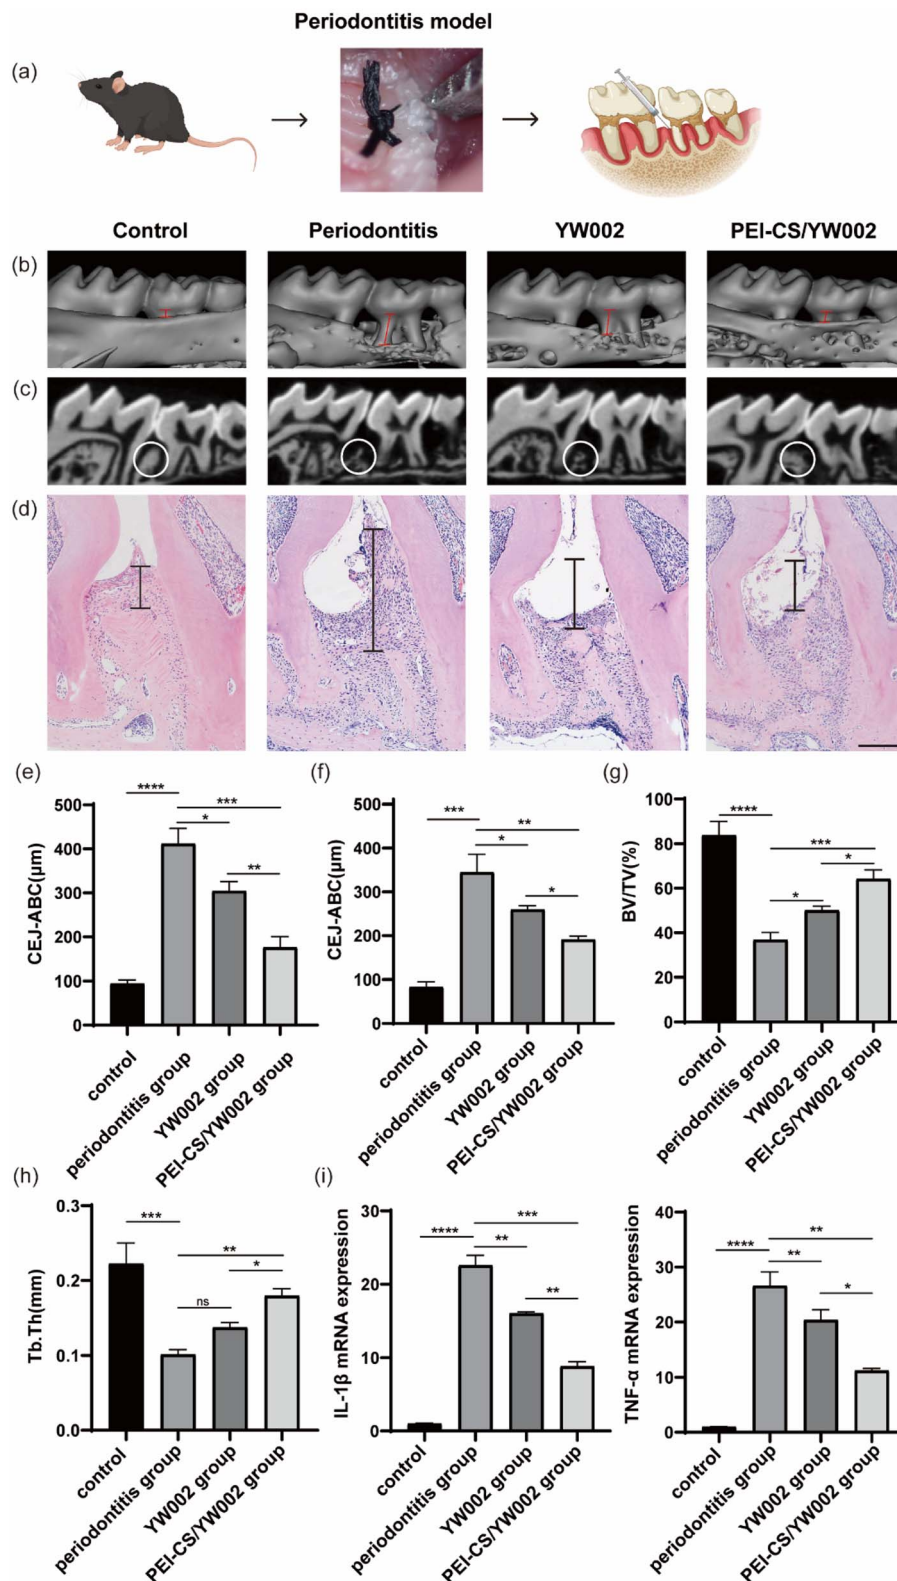 Periodontitis model
(a)
Control Periodontitis YW002 PEI-CS/YW002
(b)
(c)
(d)
(e) (f) (g)
CEJ-ABC(μm)
500
400
300
200
100
0
****
***
*
**
control
periodontitis group
YW002 group
PEI-CS/YW002 group
CEJ-ABC(μm)
500
400
300
200
100
0
***
**
*
*
control
periodontitis group
YW002 group
PEI-CS/YW002 group
BV/TV(%)
100
80
60
40
20
0
****
***
*
*
control
periodontitis group
YW002 group
PEI-CS/YW002 group
(h) (i)
Tb.Th(mm)
0.3
0.2
0.1
0.0
***
**
*
ns
control
periodontitis group
YW002 group
PEI-CS/YW002 group
IL-1β mRNA expression
30
20
10
0
****
***
**
**
control
periodontitis group
YW002 group
PEI-CS/YW002 group
TNF-α mRNA expression
40
30
20
10
0
****
**
**
*
control
periodontitis group
YW002 group
PEI-CS/YW002 group